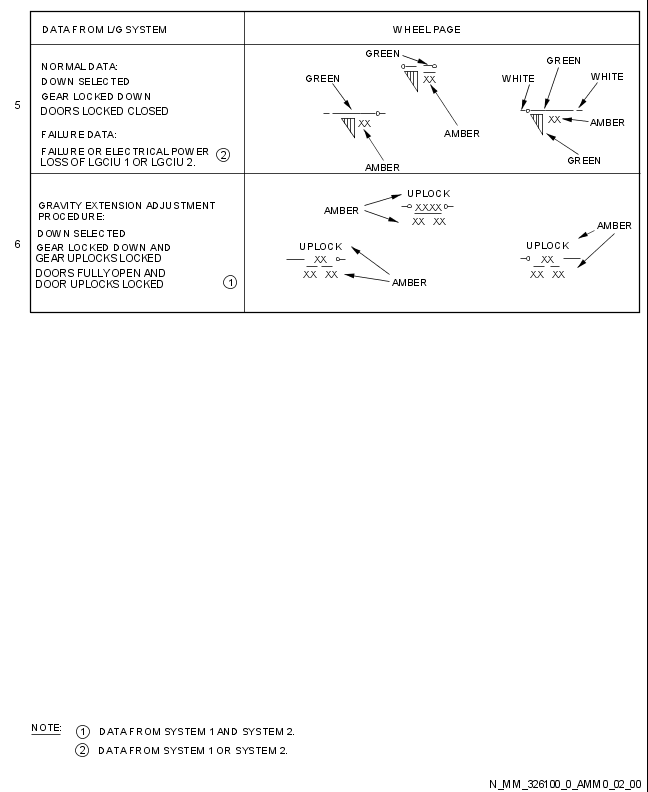 DATA FROM L/G SYSTEM
WHEEL PAGE
5
NORMAL DATA:
DOWN SELECTED
GEAR LOCKED DOWN
DOORS LOCKED CLOSED
FAILURE DATA:
FAILURE OR ELECTRICAL POWER 2
LOSS OF LGCIU 1 OR LGCIU 2.
GREEN
XX
AMBER
GREEN
XX
AMBER
GREEN
WHITE
WHITE
XX
AMBER
GREEN
6
GRAVITY EXTENSION ADJUSTMENT
PROCEDURE:
DOWN SELECTED
GEAR LOCKED DOWN AND
GEAR UPLOCKS LOCKED
DOORS FULLY OPEN AND
DOOR UPLOCKS LOCKED 1
UPLOCK
AMBER
XXXX
XX XX
UPLOCK
XX
XX XX
AMBER
AMBER
UPLOCK
XX
XX XX
NOTE: 1 DATA FROM SYSTEM 1 AND SYSTEM 2.
2 DATA FROM SYSTEM 1 OR SYSTEM 2.
N_MM_326100_0_AMM0_02_00